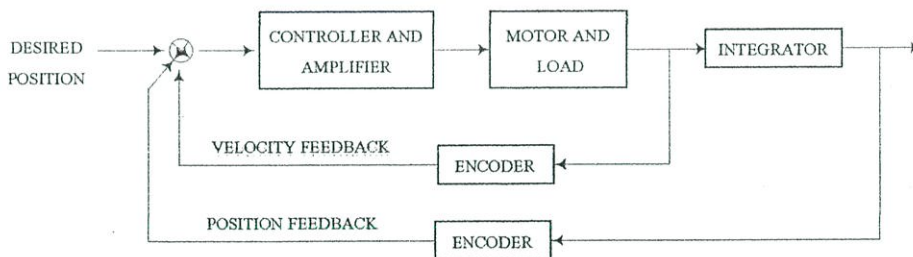 DESIRED
POSITION
CONTROLLER AND
AMPLIFIER
MOTOR AND
LOAD
INTEGRATOR
VELOCITY FEEDBACK
ENCODER
POSITION FEEDBACK
ENCODER